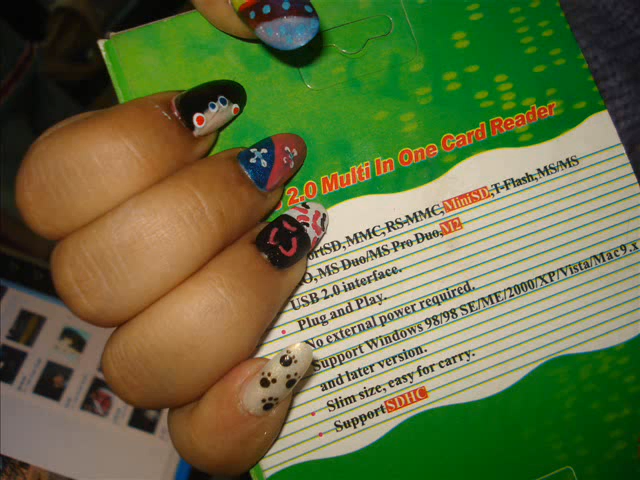 2.0 Multi In One Card Reader
SD, MMC, RS-MMC, MiniSD, T-Flash, MS/MS
O, MS Duo/MS Pro Duo, M2
USB 2.0 interface.
Plug and Play.
No external power required.
Support Windows 98/98 SE/ME/2000/XP/Vista/Mac9.x
and later version.
Slim size, easy for carry.
Support SDHC